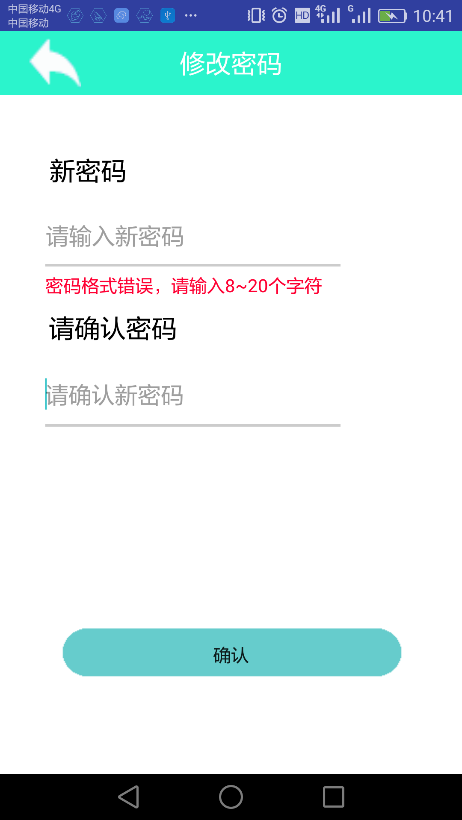 中国移动4G
中国移动
HD 4G G 10:41
修改密码
新密码
请输入新密码
密码格式错误，请输入8~20个字符
请确认密码
请确认新密码
确认